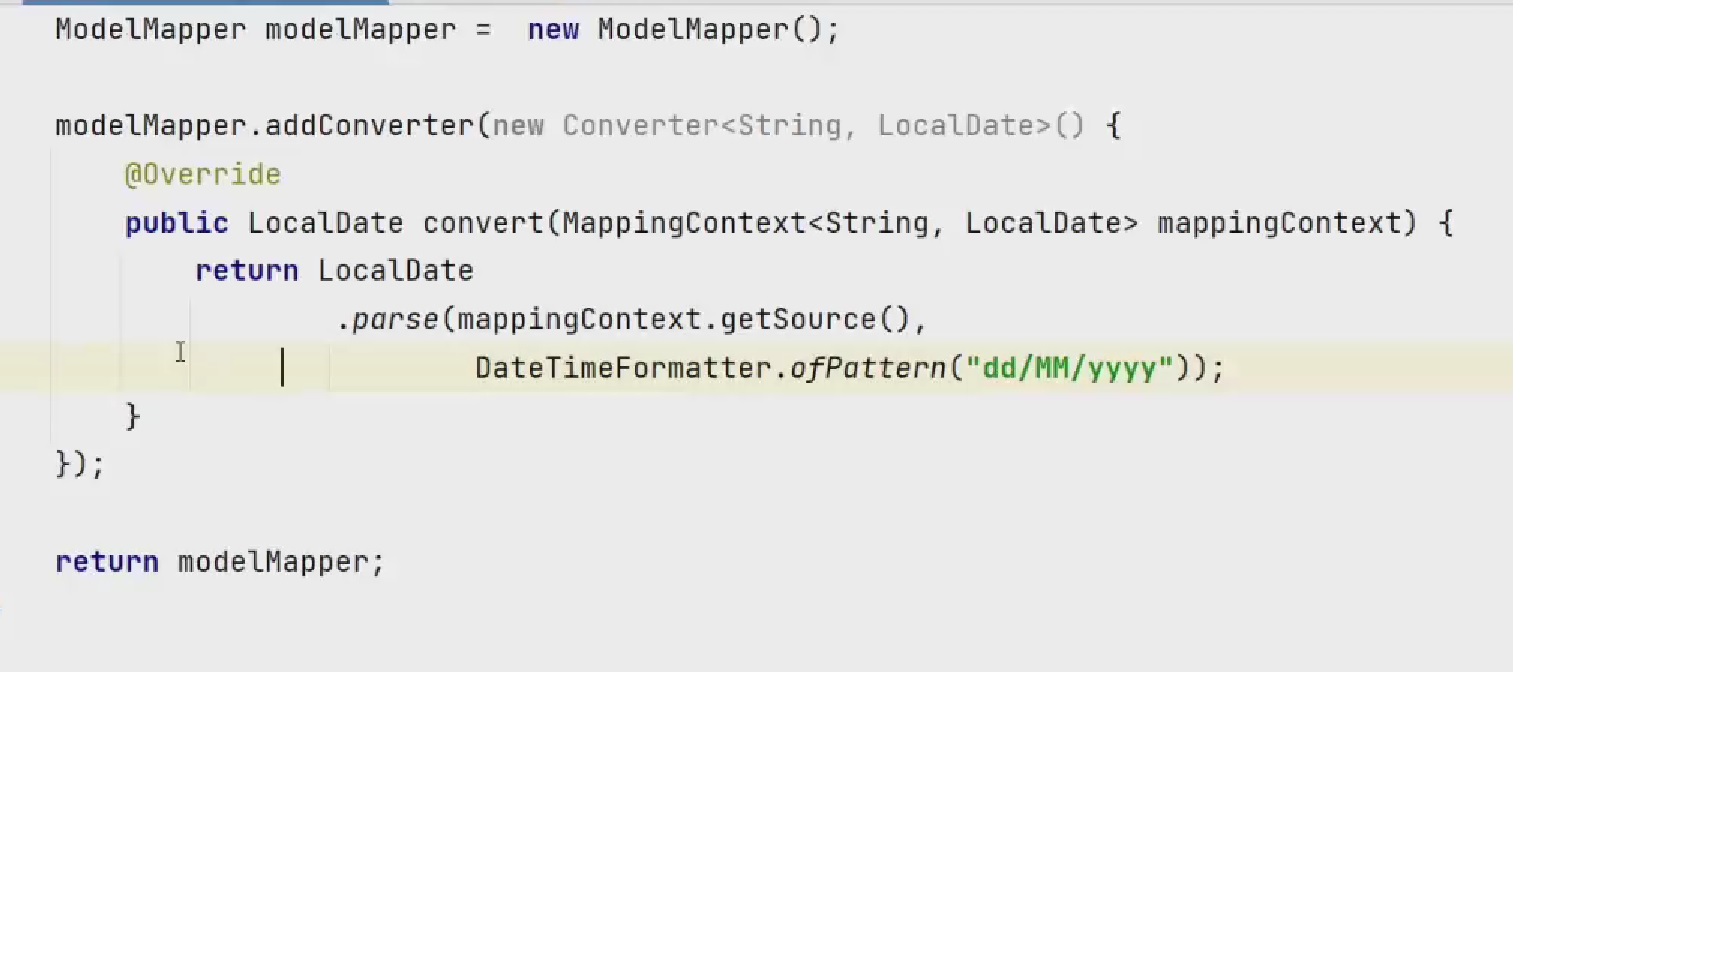 ModelMapper modelMapper =  new ModelMapper();
modelMapper.addConverter(new Converter<String, LocalDate>() {
@Override
public LocalDate convert(MappingContext<String, LocalDate> mappingContext) {
return LocalDate
.parse(mappingContext.getSource(),
DateTimeFormatter.ofPattern("dd/MM/yyyy"));
}
});
return modelMapper;